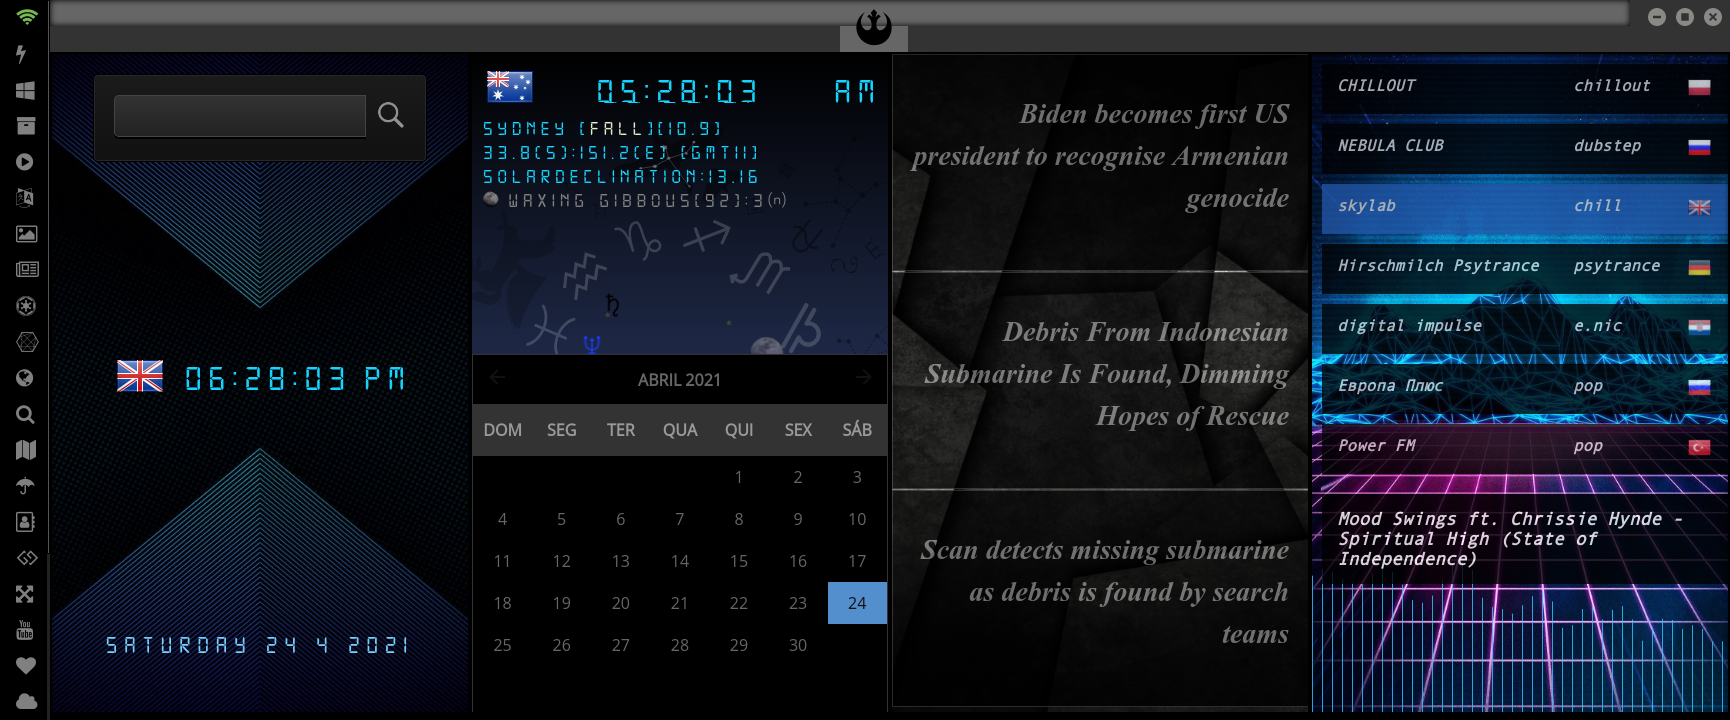 06:28:03 PM
SATURDAY 24 4 2021
05:28:03 AM
SYDNEY [FALL][10.9]
33.8(S):151.2(E) [GMT11]
SOLARDECLINATION:13.16
WAXING GIBBOUS[92]:3(n)
ABRIL 2021
DOM SEG TER QUA QUI SEX SÁB
1 2 3
4 5 6 7 8 9 10
11 12 13 14 15 16 17
18 19 20 21 22 23 24
25 26 27 28 29 30
Biden becomes first US
president to recognise Armenian
genocide
Debris From Indonesian
Submarine Is Found, Dimming
Hopes of Rescue
Scan detects missing submarine
as debris is found by search
teams
CHILLOUT chillout
NEBULA CLUB dubstep
skylab chill
Hirschmilch Psytrance psytrance
digital impulse e.nic
Европа Плюс pop
Power FM pop
Mood Swings ft. Chrissie Hynde -
Spiritual High (State of
Independence)
You
Tube